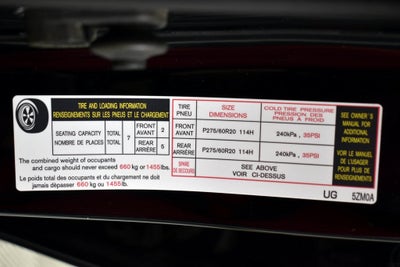 TIRE AND LOADING INFORMATION
RENSEIGNEMENTS SUR LES PNEUS ET LE CHARGEMENT
SEATING CAPACITY TOTAL 7 FRONT AVANT 2
NOMBRE DE PLACES TOTAL REAR ARRIÈRE 5
The combined weight of occupants
and cargo should never exceed 660 kg or 1455lb.
Le poids total des occupants et du chargement ne doit
jamais dépasser 660 kg ou 1455lb.
TIRE PNEU SIZE DIMENSIONS COLD TIRE PRESSURE PRESSION DES PNEUS A FROID
FRONT AVANT P275/60R20 114H 240kPa , 35PSI
REAR ARRIÈRE P275/60R20 114H 240kPa , 35PSI
SPARE DE SECOURS SEE ABOVE VOIR CI-DESSUS
SEE OWNER'S
MANUAL FOR
ADDITIONAL
INFORMATION
VOIR LE MANUEL
DE L'USAGER
POUR PLUS DE
RENSEIGNEMENTS
UG 5ZM0A